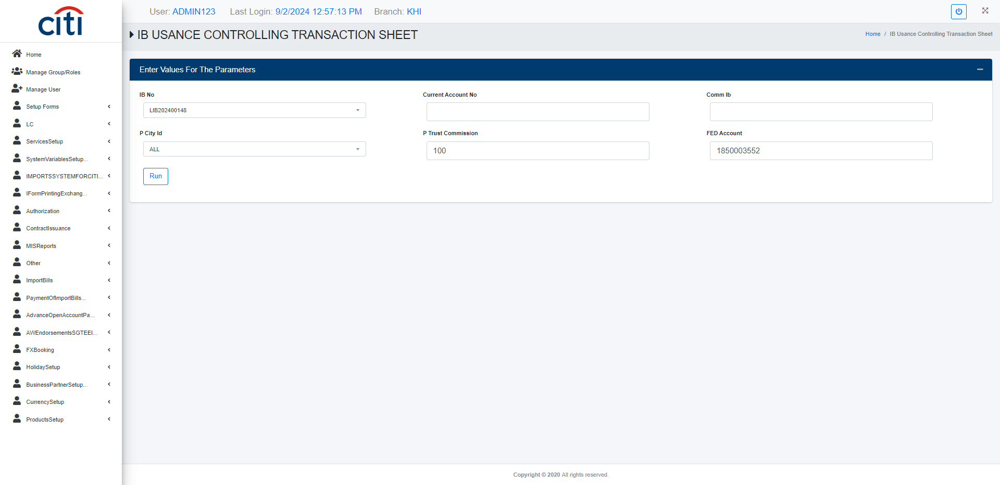 citi
User: ADMIN123 Last Login: 9/2/2024 12:57:13 PM Branch: KHI
IB USANCE CONTROLLING TRANSACTION SHEET
Home / IB Usance Controlling Transaction Sheet
Home
Manage Group/Roles
Manage User
Setup Forms
LC
ServicesSetup
SystemVariablesSetup...
IMPORTSSYSTEMFORCITI...
IFormPrintingExchang...
Authorization
ContractIssuance
MISReports
Other
ImportBills
PaymentOfImportBills...
AdvanceOpenAccountPa...
AWEndorsementsSGTEEI...
FXBooking
HolidaySetup
BusinessPartnerSetup...
CurrencySetup
ProductsSetup
Enter Values For The Parameters
IB No
LIB202400148
Current Account No
Comm Ib
P City Id
ALL
P Trust Commission
100
FED Account
1850003552
Run
Copyright © 2020 All rights reserved.